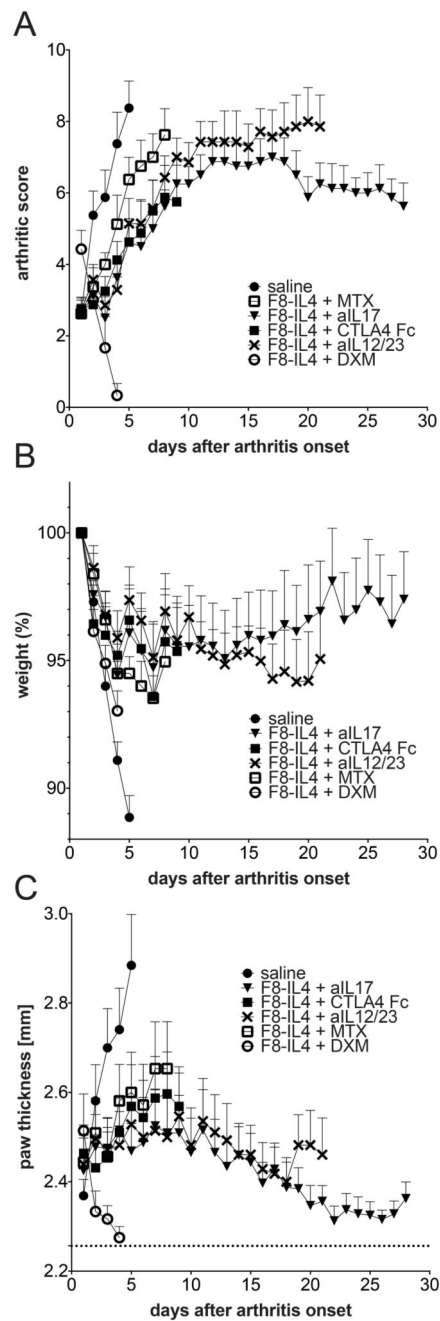 A
10
8
6
4
2
0
arthritic score
saline
F8-IL4 + MTX
F8-IL4 + aIL17
F8-IL4 + CTLA4 Fc
F8-IL4 + aIL12/23
F8-IL4 + DXM
0 5 10 15 20 25 30
days after arthritis onset
B
100
95
90
weight (%)
saline
F8-IL4 + aIL17
F8-IL4 + CTLA4 Fc
F8-IL4 + aIL12/23
F8-IL4 + MTX
F8-IL4 + DXM
0 5 10 15 20 25 30
days after arthritis onset
C
3.0
2.8
2.6
2.4
2.2
paw thickness [mm]
saline
F8-IL4 + aIL17
F8-IL4 + CTLA4 Fc
F8-IL4 + aIL12/23
F8-IL4 + MTX
F8-IL4 + DXM
0 5 10 15 20 25 30
days after arthritis onset